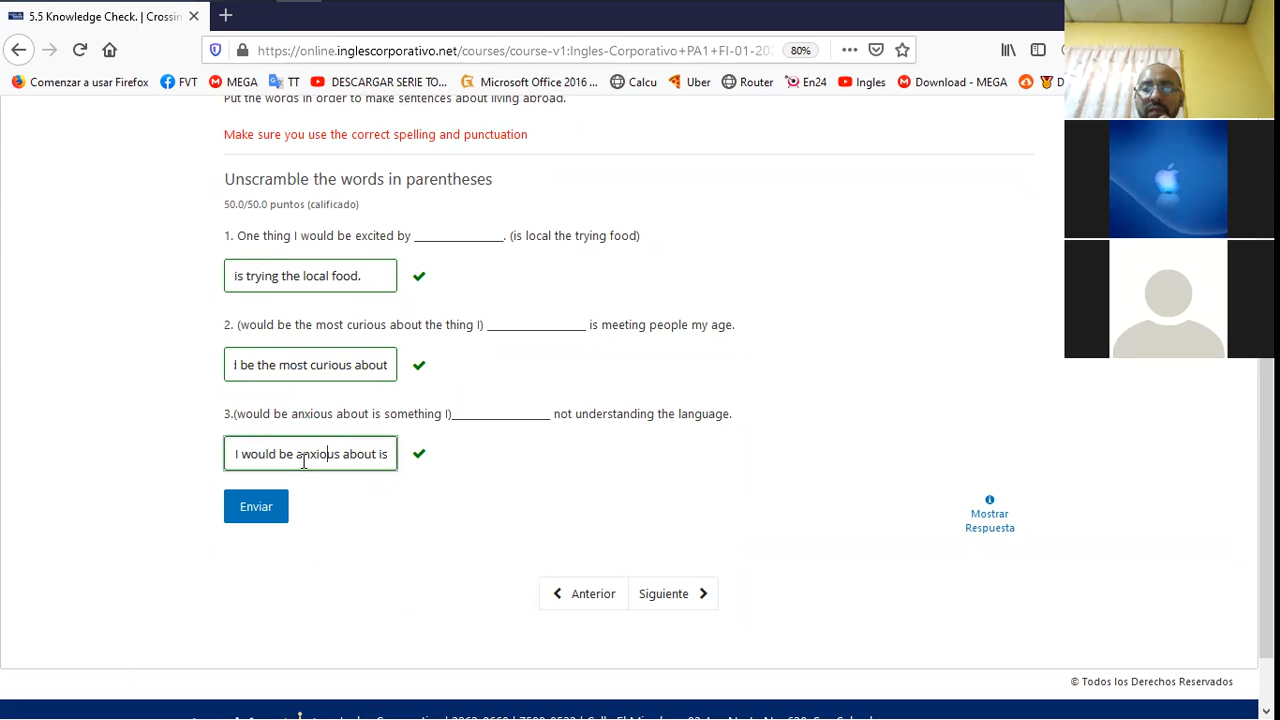 5.5 Knowledge Check. | Crossin
https://online.inglescorporativo.net/courses/course-v1:Ingles-Corporativo+PA1+FI-01-202
80%
Comenzar a usar Firefox
FVT
MEGA
TT
DESCARGAR SERIE TO...
Microsoft Office 2016 ...
Calcu
Uber
Router
En24
Ingles
Download - MEGA
Put the words in order to make sentences about living abroad.
Make sure you use the correct spelling and punctuation
Unscramble the words in parentheses
50.0/50.0 puntos (calificado)
1. One thing I would be excited by ______________. (is local the trying food)
is trying the local food.
2. (would be the most curious about the thing I) ________________ is meeting people my age.
d be the most curious about
3.(would be anxious about is something I)________________ not understanding the language.
I would be anxious about is
Enviar
Mostrar
Respuesta
Anterior
Siguiente
© Todos los Derechos Reservados